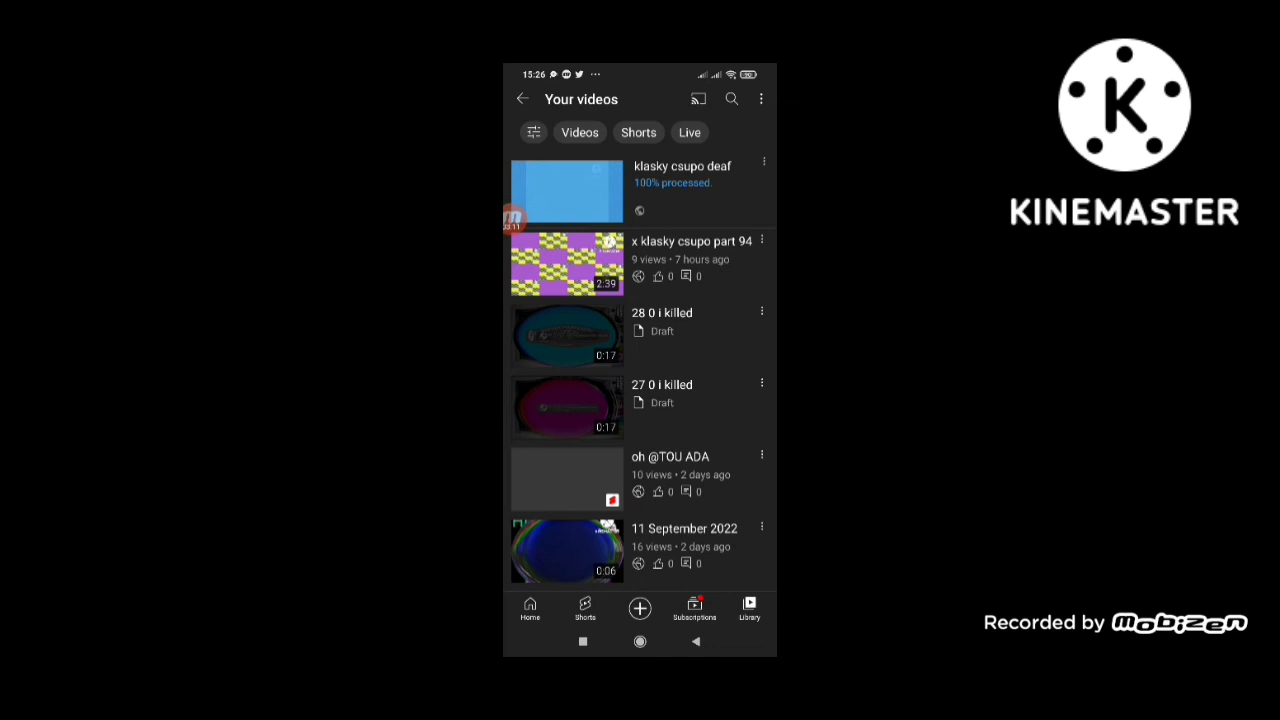 15:26
90
Your videos
Videos
Shorts
Live
klasky csupo deaf
100% processed.
03:11
x klasky csupo part 94
9 views • 7 hours ago
0
0
2:39
28 0 i killed
Draft
0:17
27 0 i killed
Draft
0:17
oh @TOU ADA
10 views • 2 days ago
0
0
11 September 2022
16 views • 2 days ago
0
0
0:06
Home
Shorts
Subscriptions
Library
K
KINEMASTER
Recorded by mobizen